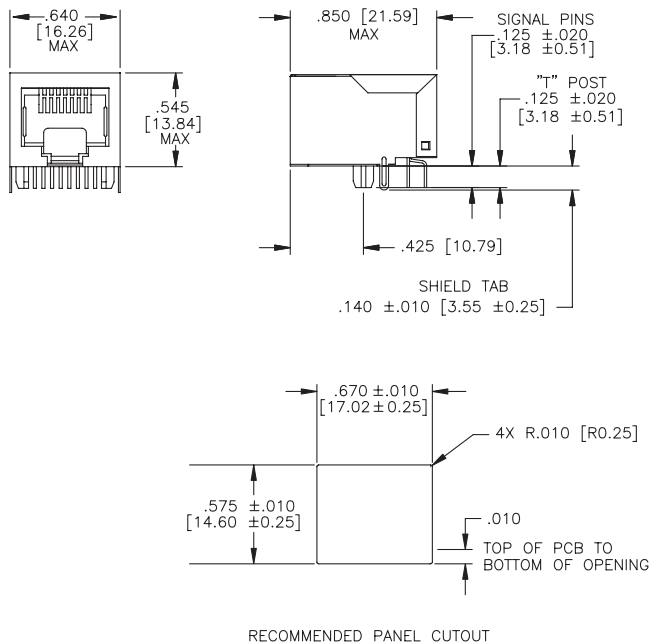 .640
[16.26]
MAX
.545
[13.84]
MAX
.850 [21.59]
MAX
SIGNAL PINS
.125 ±.020
[3.18 ±0.51]
"T" POST
.125 ±.020
[3.18 ±0.51]
.425 [10.79]
SHIELD TAB
.140 ±.010 [3.55 ±0.25]
.670 ±.010
[17.02 ± 0.25]
4X R.010 [R0.25]
.575 ±.010
[14.60 ±0.25]
.010
TOP OF PCB TO
BOTTOM OF OPENING
RECOMMENDED PANEL CUTOUT